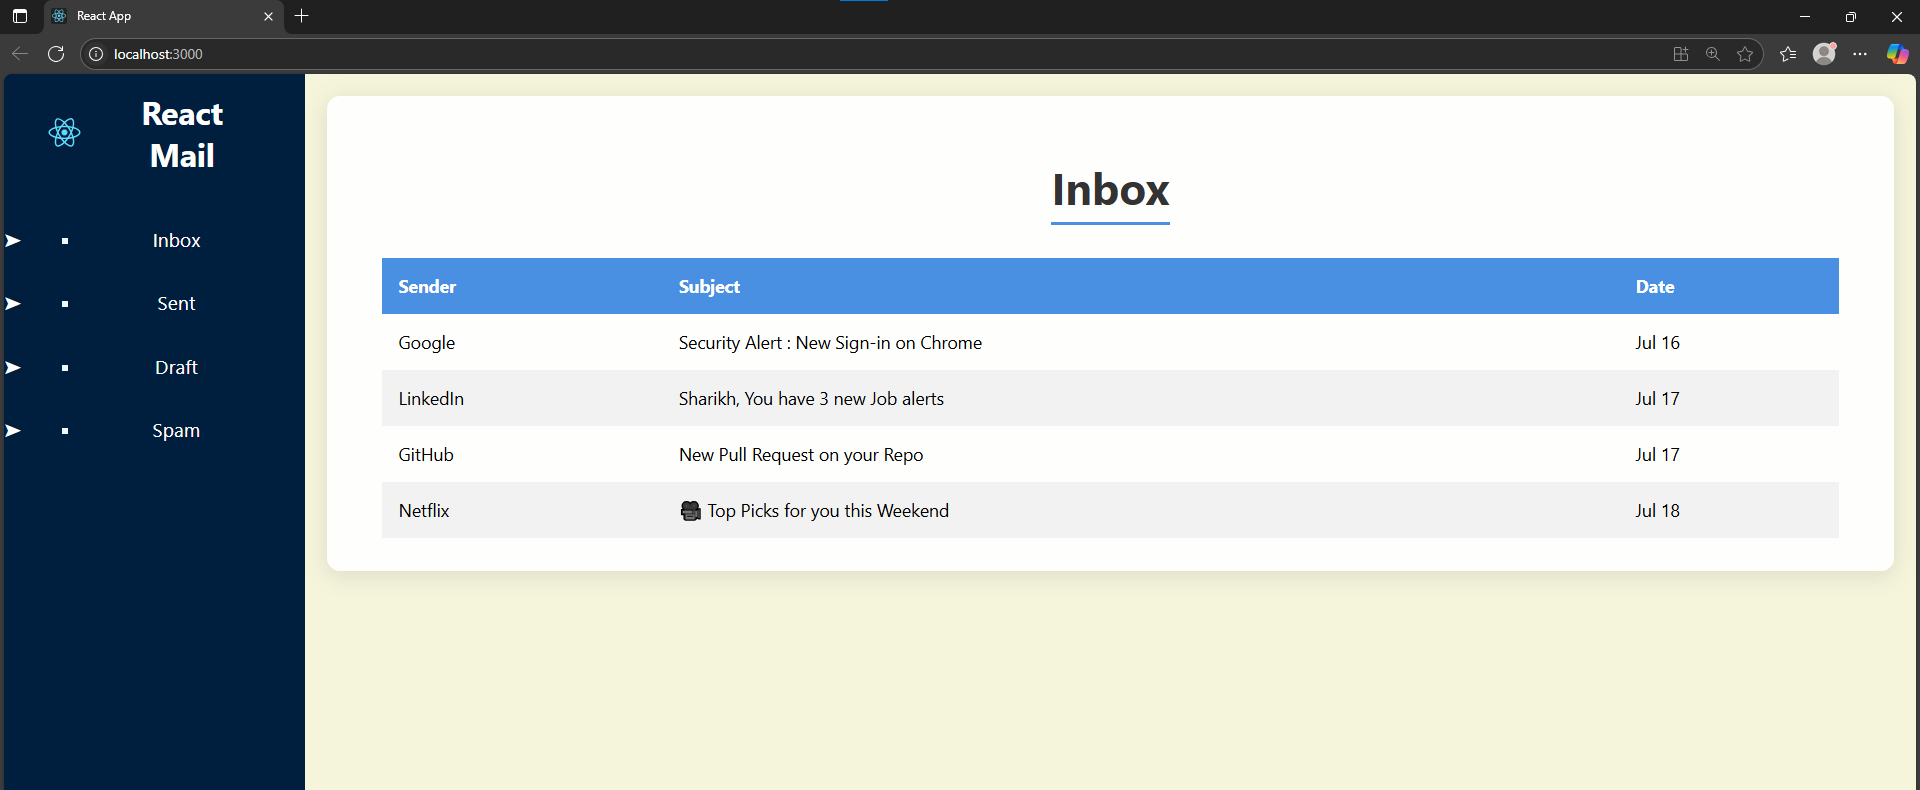 React App
localhost:3000
React
Mail
➤ ▪ Inbox
➤ ▪ Sent
➤ ▪ Draft
➤ ▪ Spam
Inbox
Sender Subject Date
Google Security Alert : New Sign-in on Chrome Jul 16
LinkedIn Sharikh, You have 3 new Job alerts Jul 17
GitHub New Pull Request on your Repo Jul 17
Netflix 🎥 Top Picks for you this Weekend Jul 18